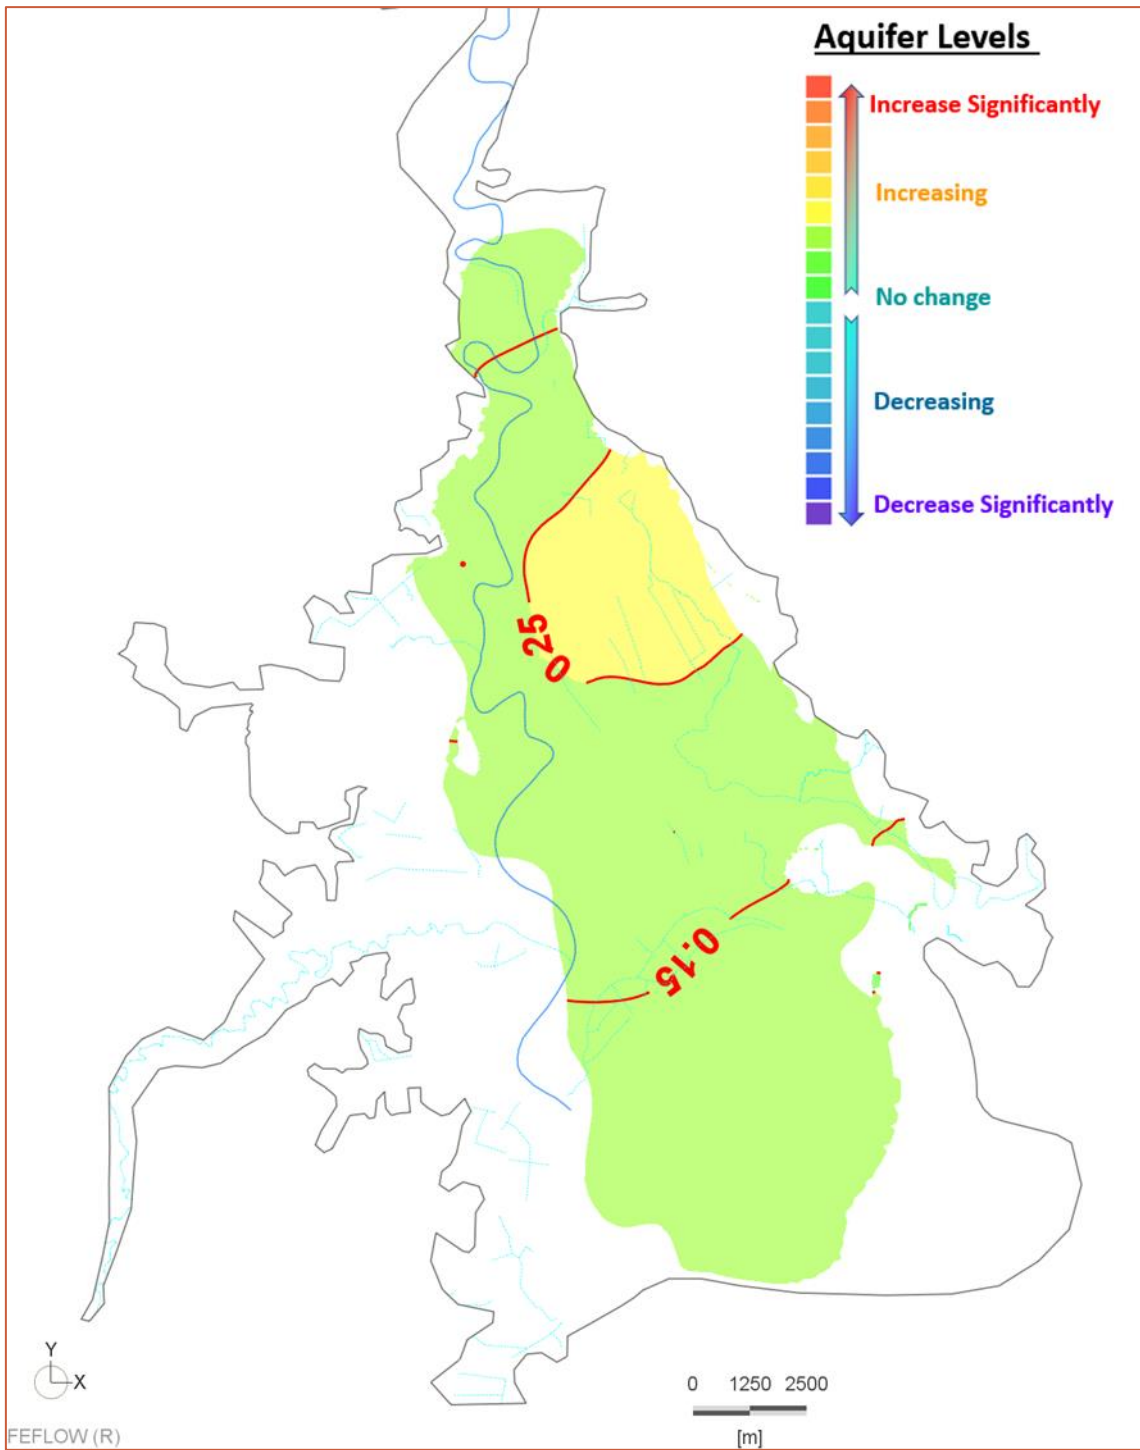 Aquifer Levels
Increase Significantly
Increasing
No change
Decreasing
Decrease Significantly
0.25
0.15
Y
X
0 1250 2500
[m]
FEFLOW (R)